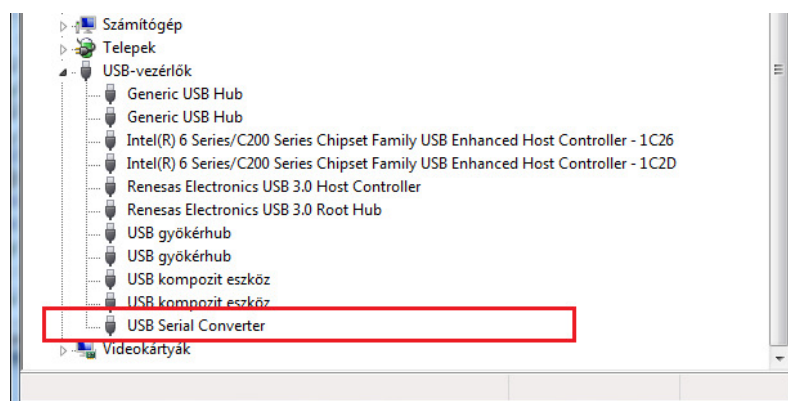 Számítógép
Telepek
USB-vezérlők
Generic USB Hub
Generic USB Hub
Intel(R) 6 Series/C200 Series Chipset Family USB Enhanced Host Controller - 1C26
Intel(R) 6 Series/C200 Series Chipset Family USB Enhanced Host Controller - 1C2D
Renesas Electronics USB 3.0 Host Controller
Renesas Electronics USB 3.0 Root Hub
USB gyökérhub
USB gyökérhub
USB kompozit eszköz
USB kompozit eszköz
USB Serial Converter
Videokártyák